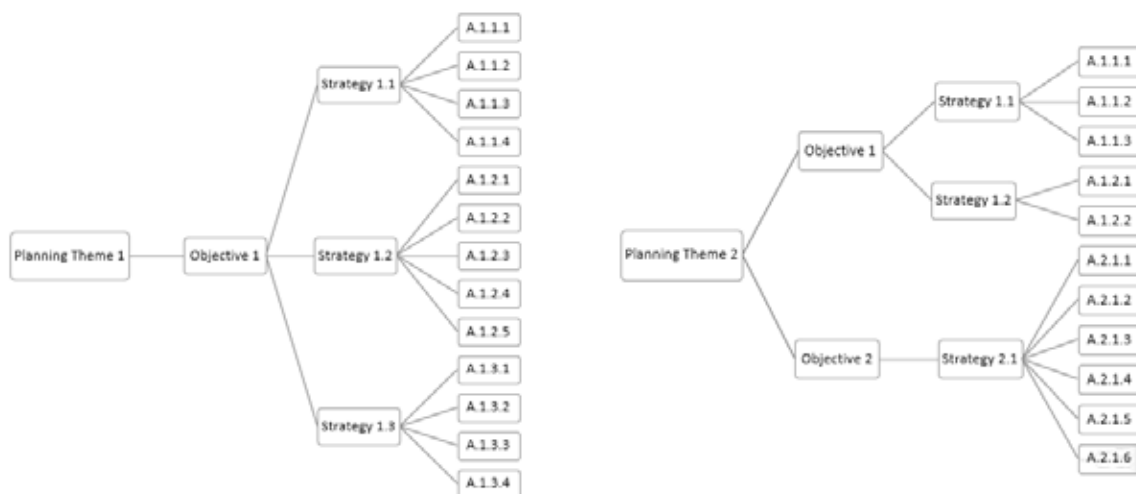 Planning Theme 1
Objective 1
Strategy 1.1
A.1.1.1
A.1.1.2
A.1.1.3
A.1.1.4
Strategy 1.2
A.1.2.1
A.1.2.2
A.1.2.3
A.1.2.4
A.1.2.5
Strategy 1.3
A.1.3.1
A.1.3.2
A.1.3.3
A.1.3.4
Planning Theme 2
Objective 1
Strategy 1.1
A.1.1.1
A.1.1.2
A.1.1.3
Strategy 1.2
A.1.2.1
A.1.2.2
Objective 2
Strategy 2.1
A.2.1.1
A.2.1.2
A.2.1.3
A.2.1.4
A.2.1.5
A.2.1.6